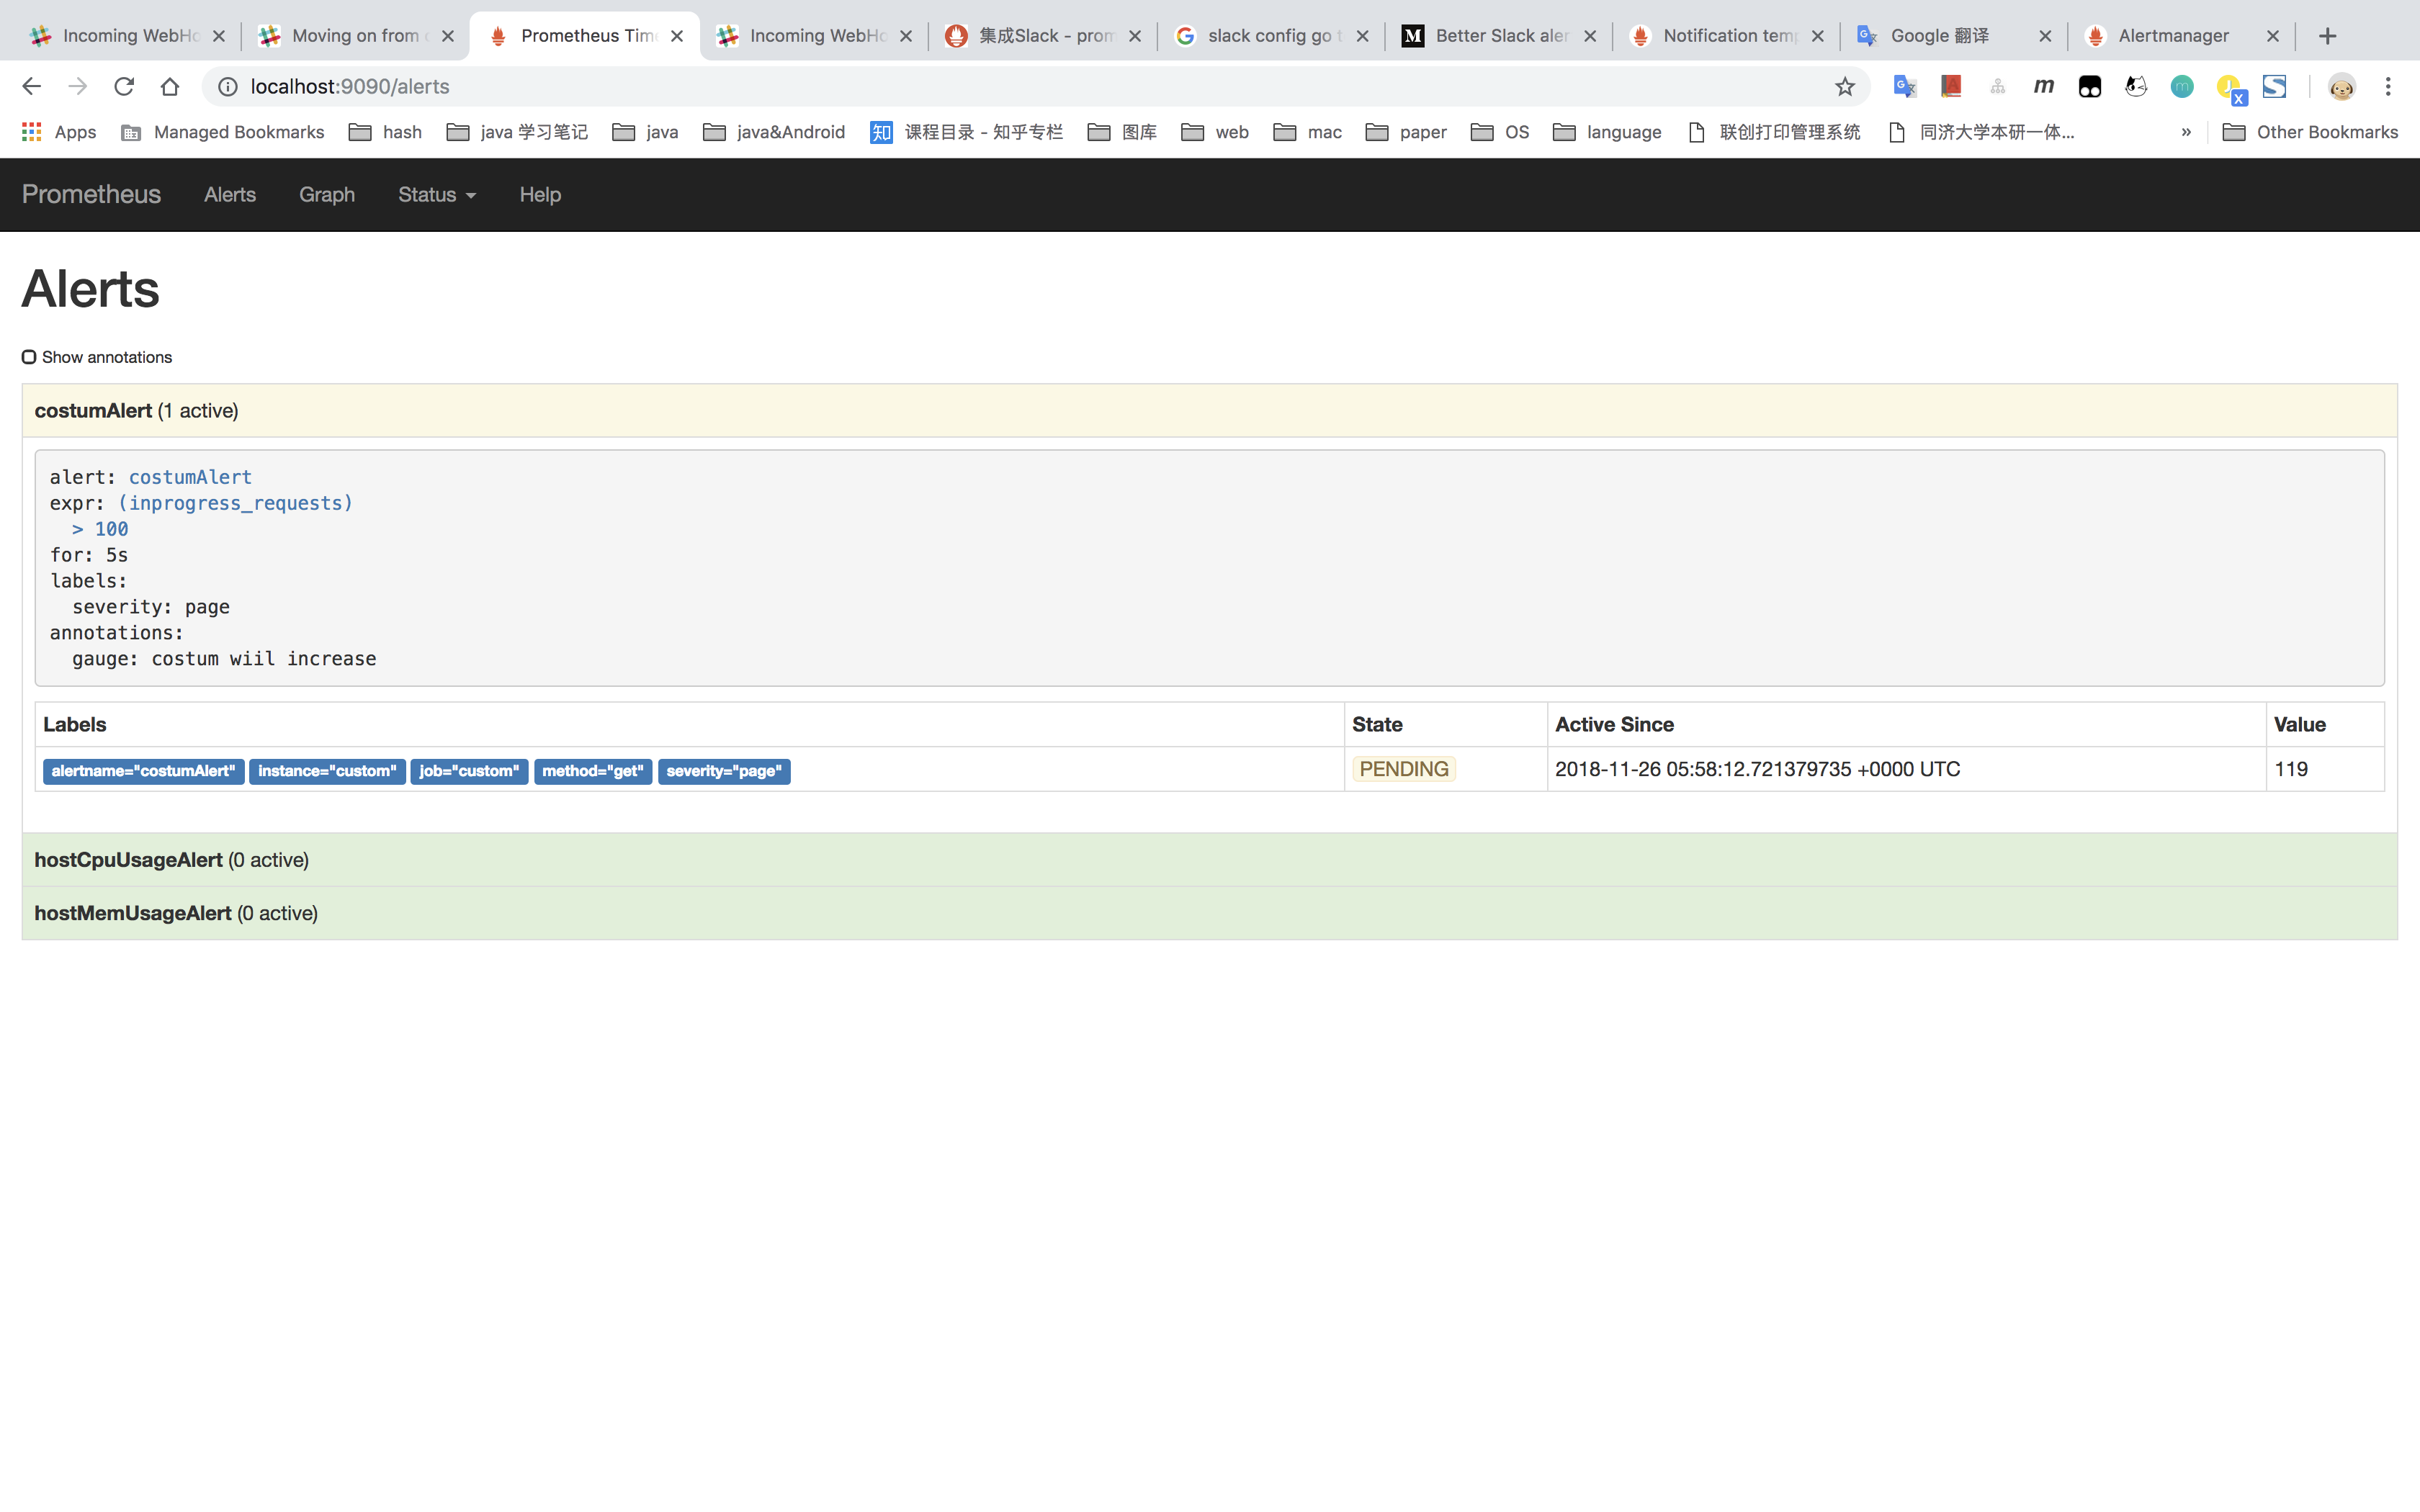 Incoming WebHo
Moving on from
Prometheus Time
Incoming WebHo
集成Slack - prom
slack config go t
Better Slack aler
Notification temp
Google 翻译
Alertmanager
localhost:9090/alerts
Apps
Managed Bookmarks
hash
java 学习笔记
java
java&Android
课程目录 - 知乎专栏
图库
web
mac
paper
OS
language
联创打印管理系统
同济大学本研一体...
»
Other Bookmarks
Prometheus
Alerts
Graph
Status
Help
Alerts
Show annotations
costumAlert (1 active)
alert: costumAlert
expr: (inprogress_requests)
> 100
for: 5s
labels:
severity: page
annotations:
gauge: costum wiil increase
Labels State Active Since Value
alertname="costumAlert" instance="custom" job="custom" method="get" severity="page" PENDING 2018-11-26 05:58:12.721379735 +0000 UTC 119
hostCpuUsageAlert (0 active)
hostMemUsageAlert (0 active)